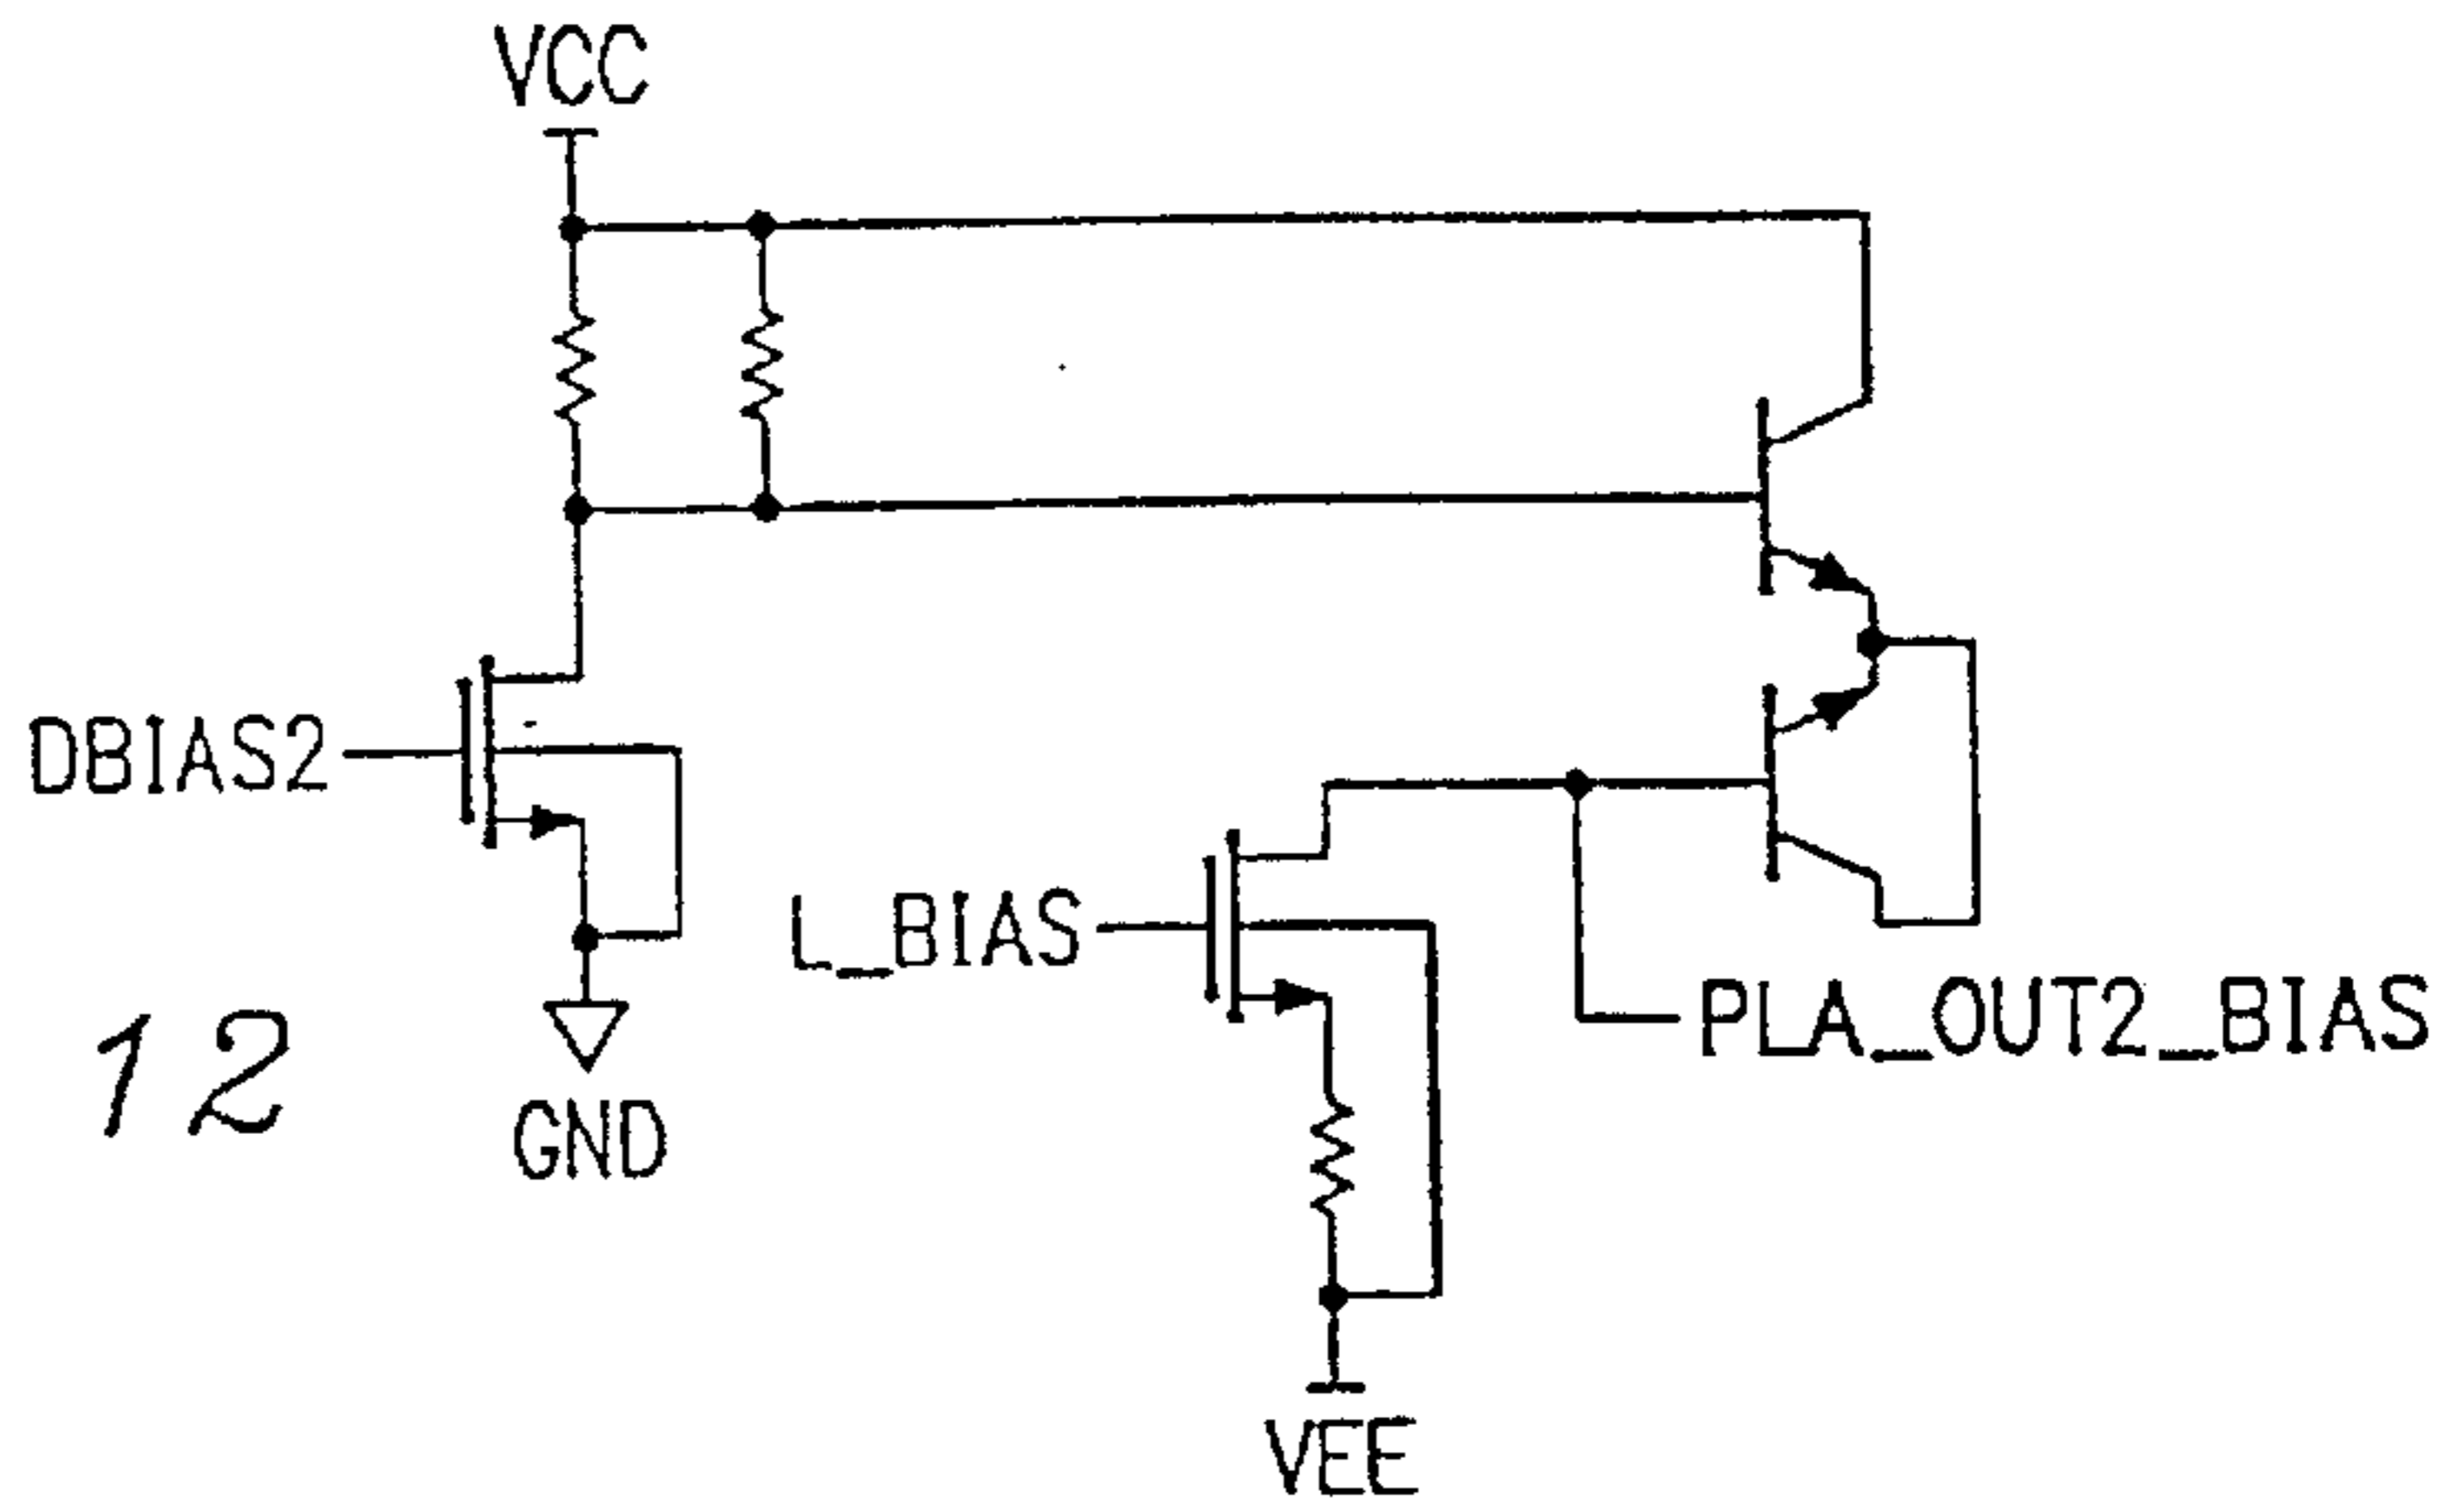 VCC
DBIAS2
L_BIAS
PLA_OUT2_BIAS
12
GND
VEE